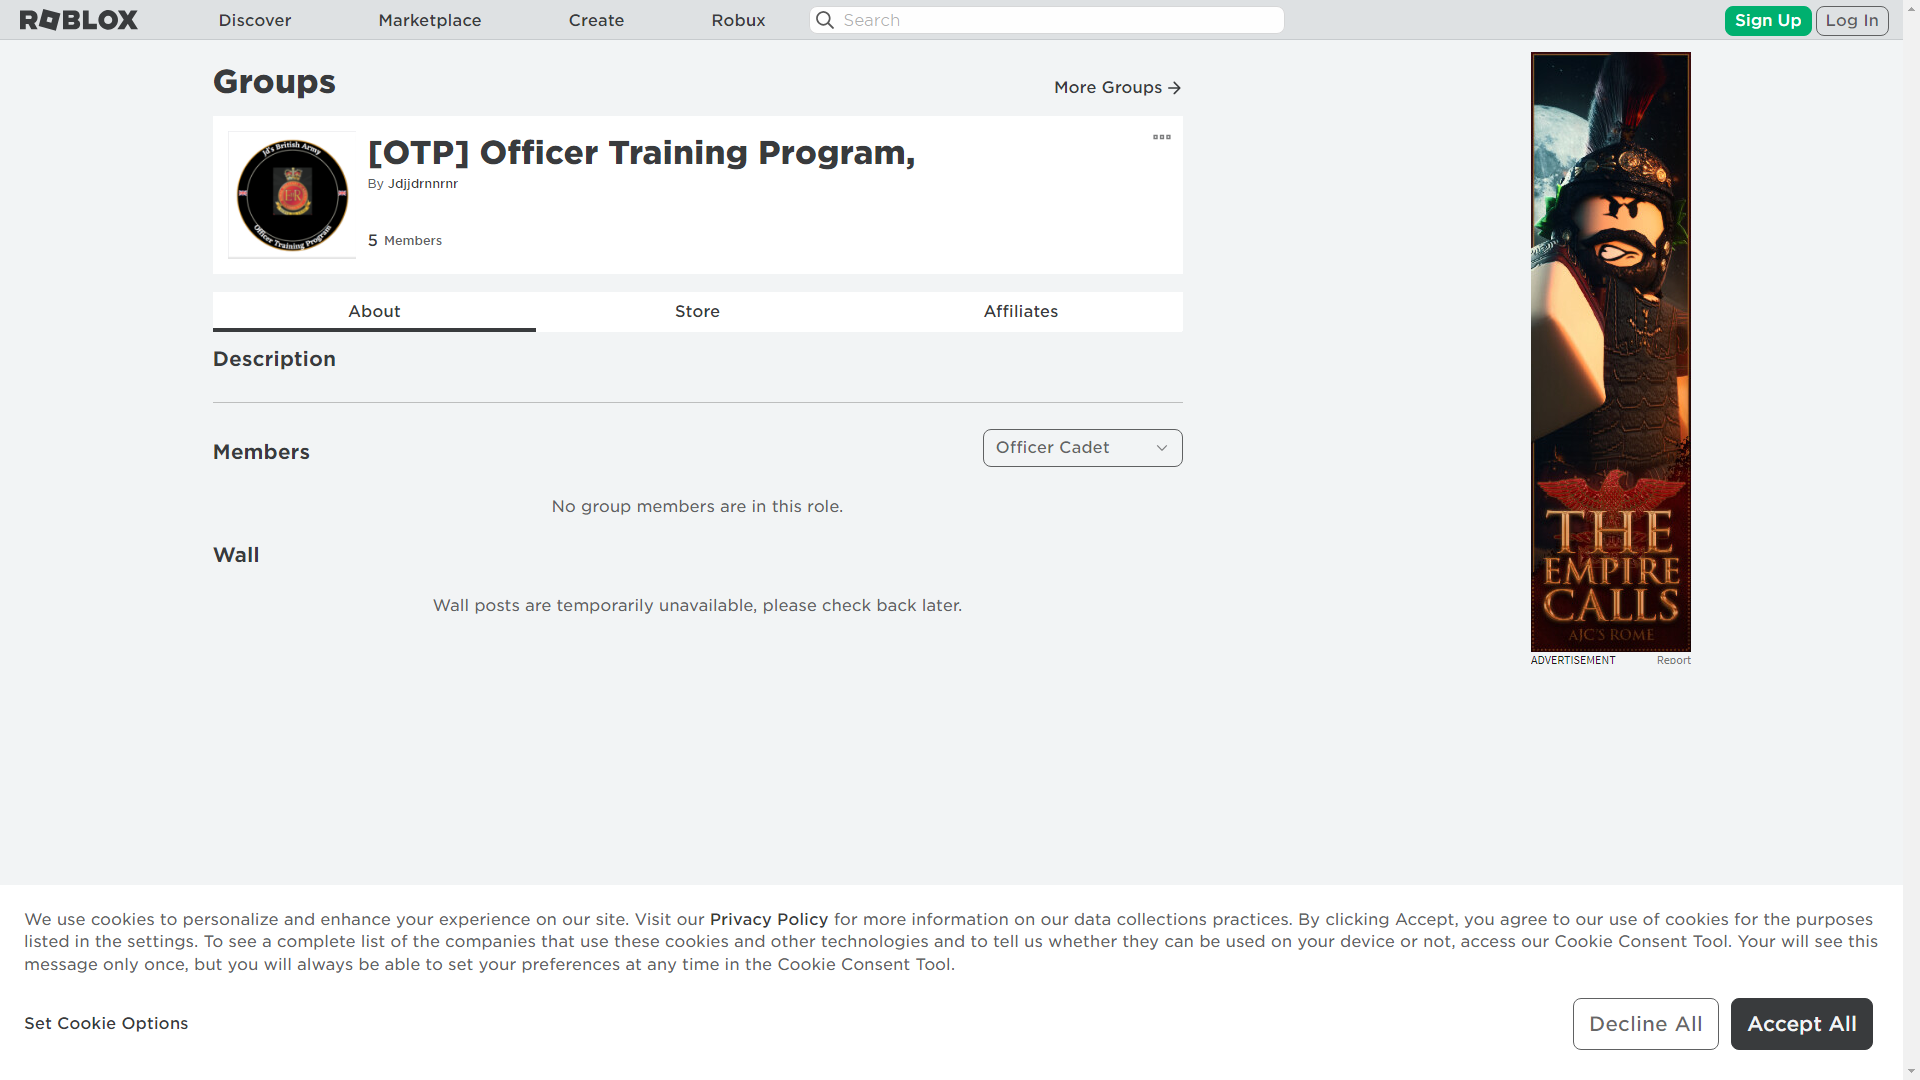 ROBLOX
Discover
Marketplace
Create
Robux
Search
Sign Up
Log In
Groups
More Groups
Jd's British Army
ER
Officer Training Program
[OTP] Officer Training Program,
By Jdjjdrnnrnr
5 Members
About
Store
Affiliates
Description
Members
Officer Cadet
No group members are in this role.
Wall
Wall posts are temporarily unavailable, please check back later.
THE
EMPIRE
CALLS
AJC'S ROME
ADVERTISEMENT
Report
We use cookies to personalize and enhance your experience on our site. Visit our Privacy Policy for more information on our data collections practices. By clicking Accept, you agree to our use of cookies for the purposes
listed in the settings. To see a complete list of the companies that use these cookies and other technologies and to tell us whether they can be used on your device or not, access our Cookie Consent Tool. Your will see this
message only once, but you will always be able to set your preferences at any time in the Cookie Consent Tool.
Set Cookie Options
Decline All
Accept All